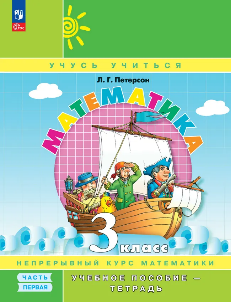 УЧУСЬ УЧИТЬСЯ
Л. Г. Петерсон
МАТЕМАТИКА
3 класс
НЕПРЕРЫВНЫЙ КУРС МАТЕМАТИКИ
ЧАСТЬ
ПЕРВАЯ
УЧЕБНОЕ ПОСОБИЕ —
ТЕТРАДЬ